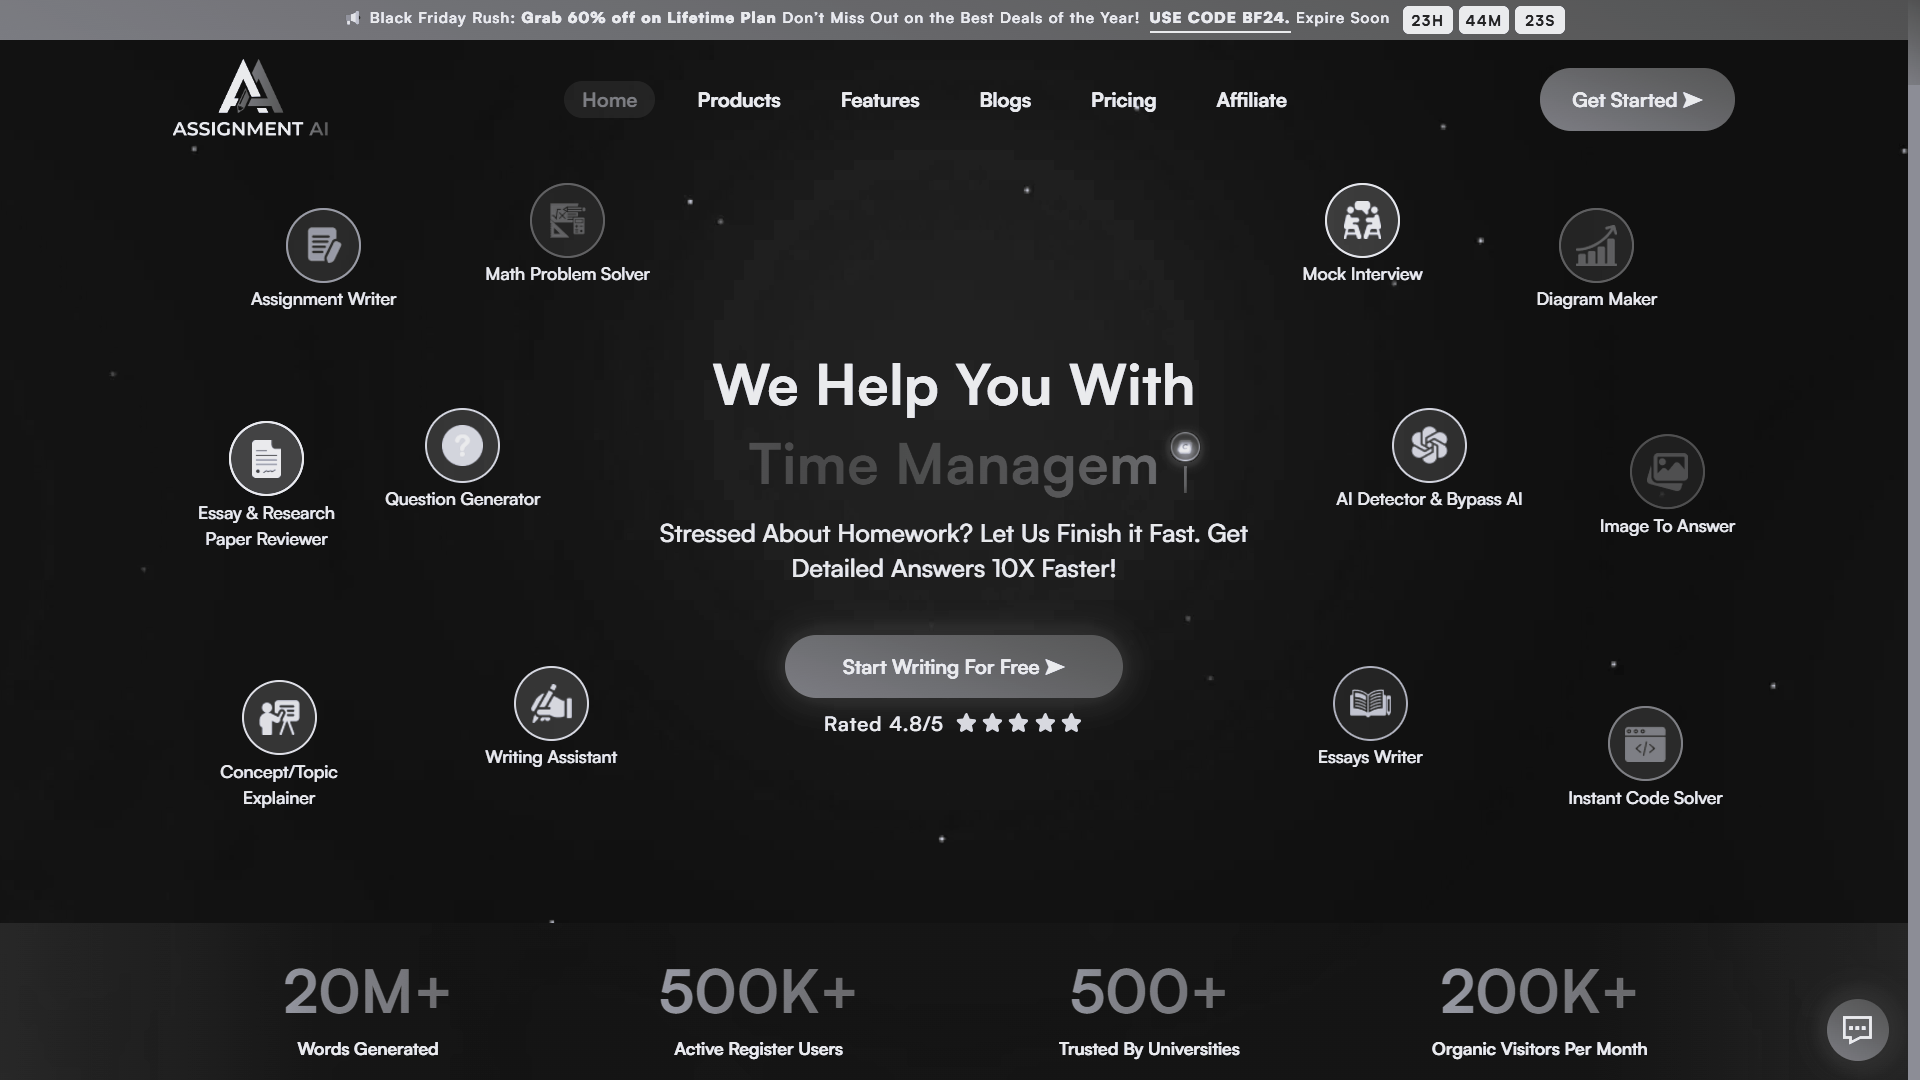 Black Friday Rush: Grab 60% off on Lifetime Plan Don't Miss Out on the Best Deals of the Year! USE CODE BF24. Expire Soon 23H 44M 23S
ASSIGNMENT AI
Home Products Features Blogs Pricing Affiliate Get Started
Assignment Writer
Math Problem Solver
Mock Interview
Diagram Maker
We Help You With
Time Managem
Stressed About Homework? Let Us Finish it Fast. Get
Detailed Answers 10X Faster!
Essay & Research
Paper Reviewer
?
Question Generator
AI Detector & Bypass AI
Image To Answer
Start Writing For Free
Rated 4.8/5
Concept/Topic
Explainer
Writing Assistant
Essays Writer
</>
Instant Code Solver
20M+
Words Generated
500K+
Active Register Users
500+
Trusted By Universities
200K+
Organic Visitors Per Month